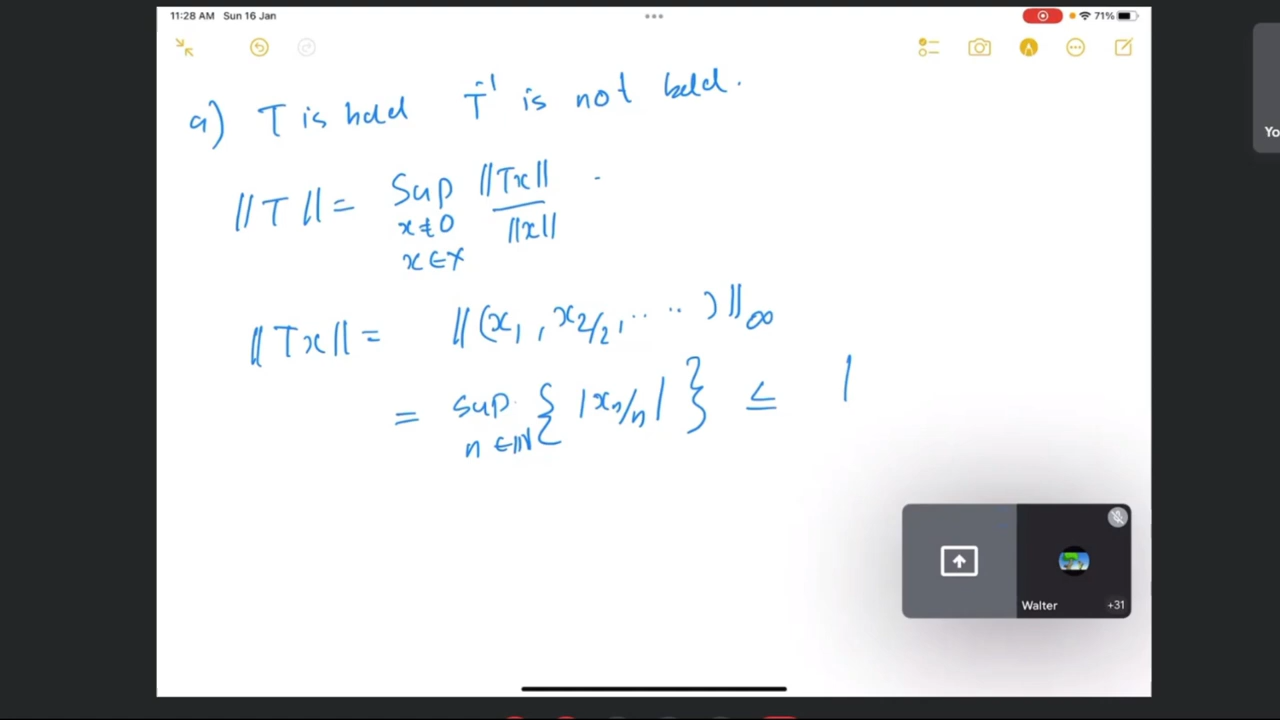 11:28 AM Sun 16 Jan
71%
a) T is bdd T⁻¹ is not bdd.
||T|| = Sup ||Tx|| / ||x||
x≠0
x∈X
||Tx|| = ||(x₁, x₂/₂, ..... )||∞
= sup { |xₙ/n| } ≤ |
n ∈ ℕ
Yo
Walter +31